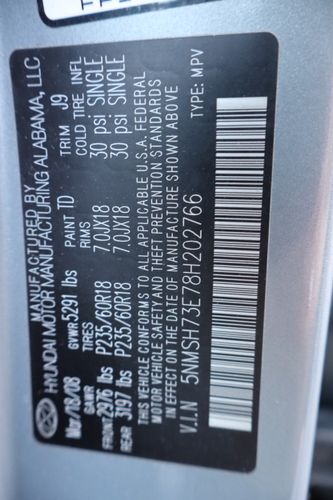 MANUFACTURED BY
HYUNDAI MOTOR MANUFACTURING ALABAMA, LLC
Mar/18/08 GVWR 5291 lbs PAINT TD TRIM J9
GAWR TIRES RIMS COLD TIRE INFL
FRONT 2976 lbs P235/60R18 7.0JX18 30 psi SINGLE
REAR 3197 lbs P235/60R18 7.0JX18 30 psi SINGLE
THIS VEHICLE CONFORMS TO ALL APPLICABLE U.S.A. FEDERAL
MOTOR VEHICLE SAFETY AND THEFT PREVENTION STANDARDS
IN EFFECT ON THE DATE OF MANUFACTURE SHOWN ABOVE
V.I.N 5NMSH73E78H202766 TYPE: MPV